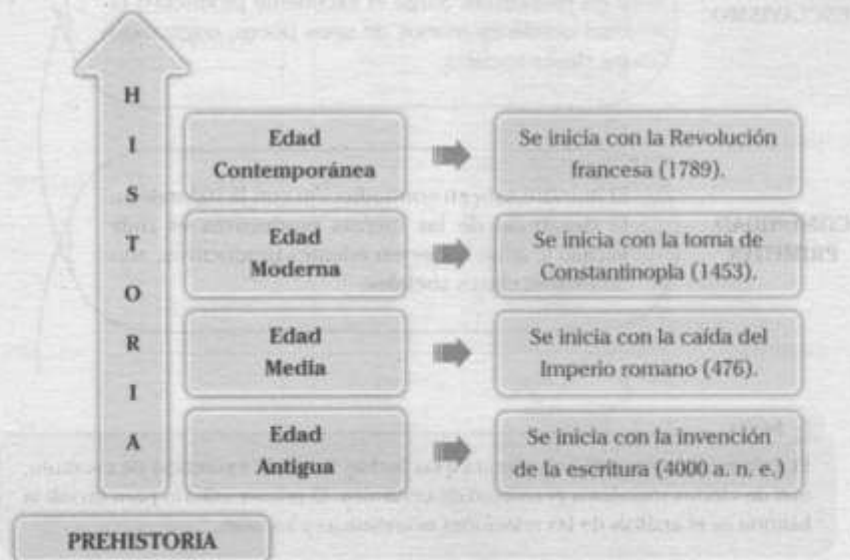 HISTORIA
Edad
Contemporánea
Se inicia con la Revolución
francesa (1789).
Edad
Moderna
Se inicia con la toma de
Constantinopla (1453).
Edad
Media
Se inicia con la caída del
Imperio romano (476).
Edad
Antigua
Se inicia con la invención
de la escritura (4000 a. n. e.)
PREHISTORIA